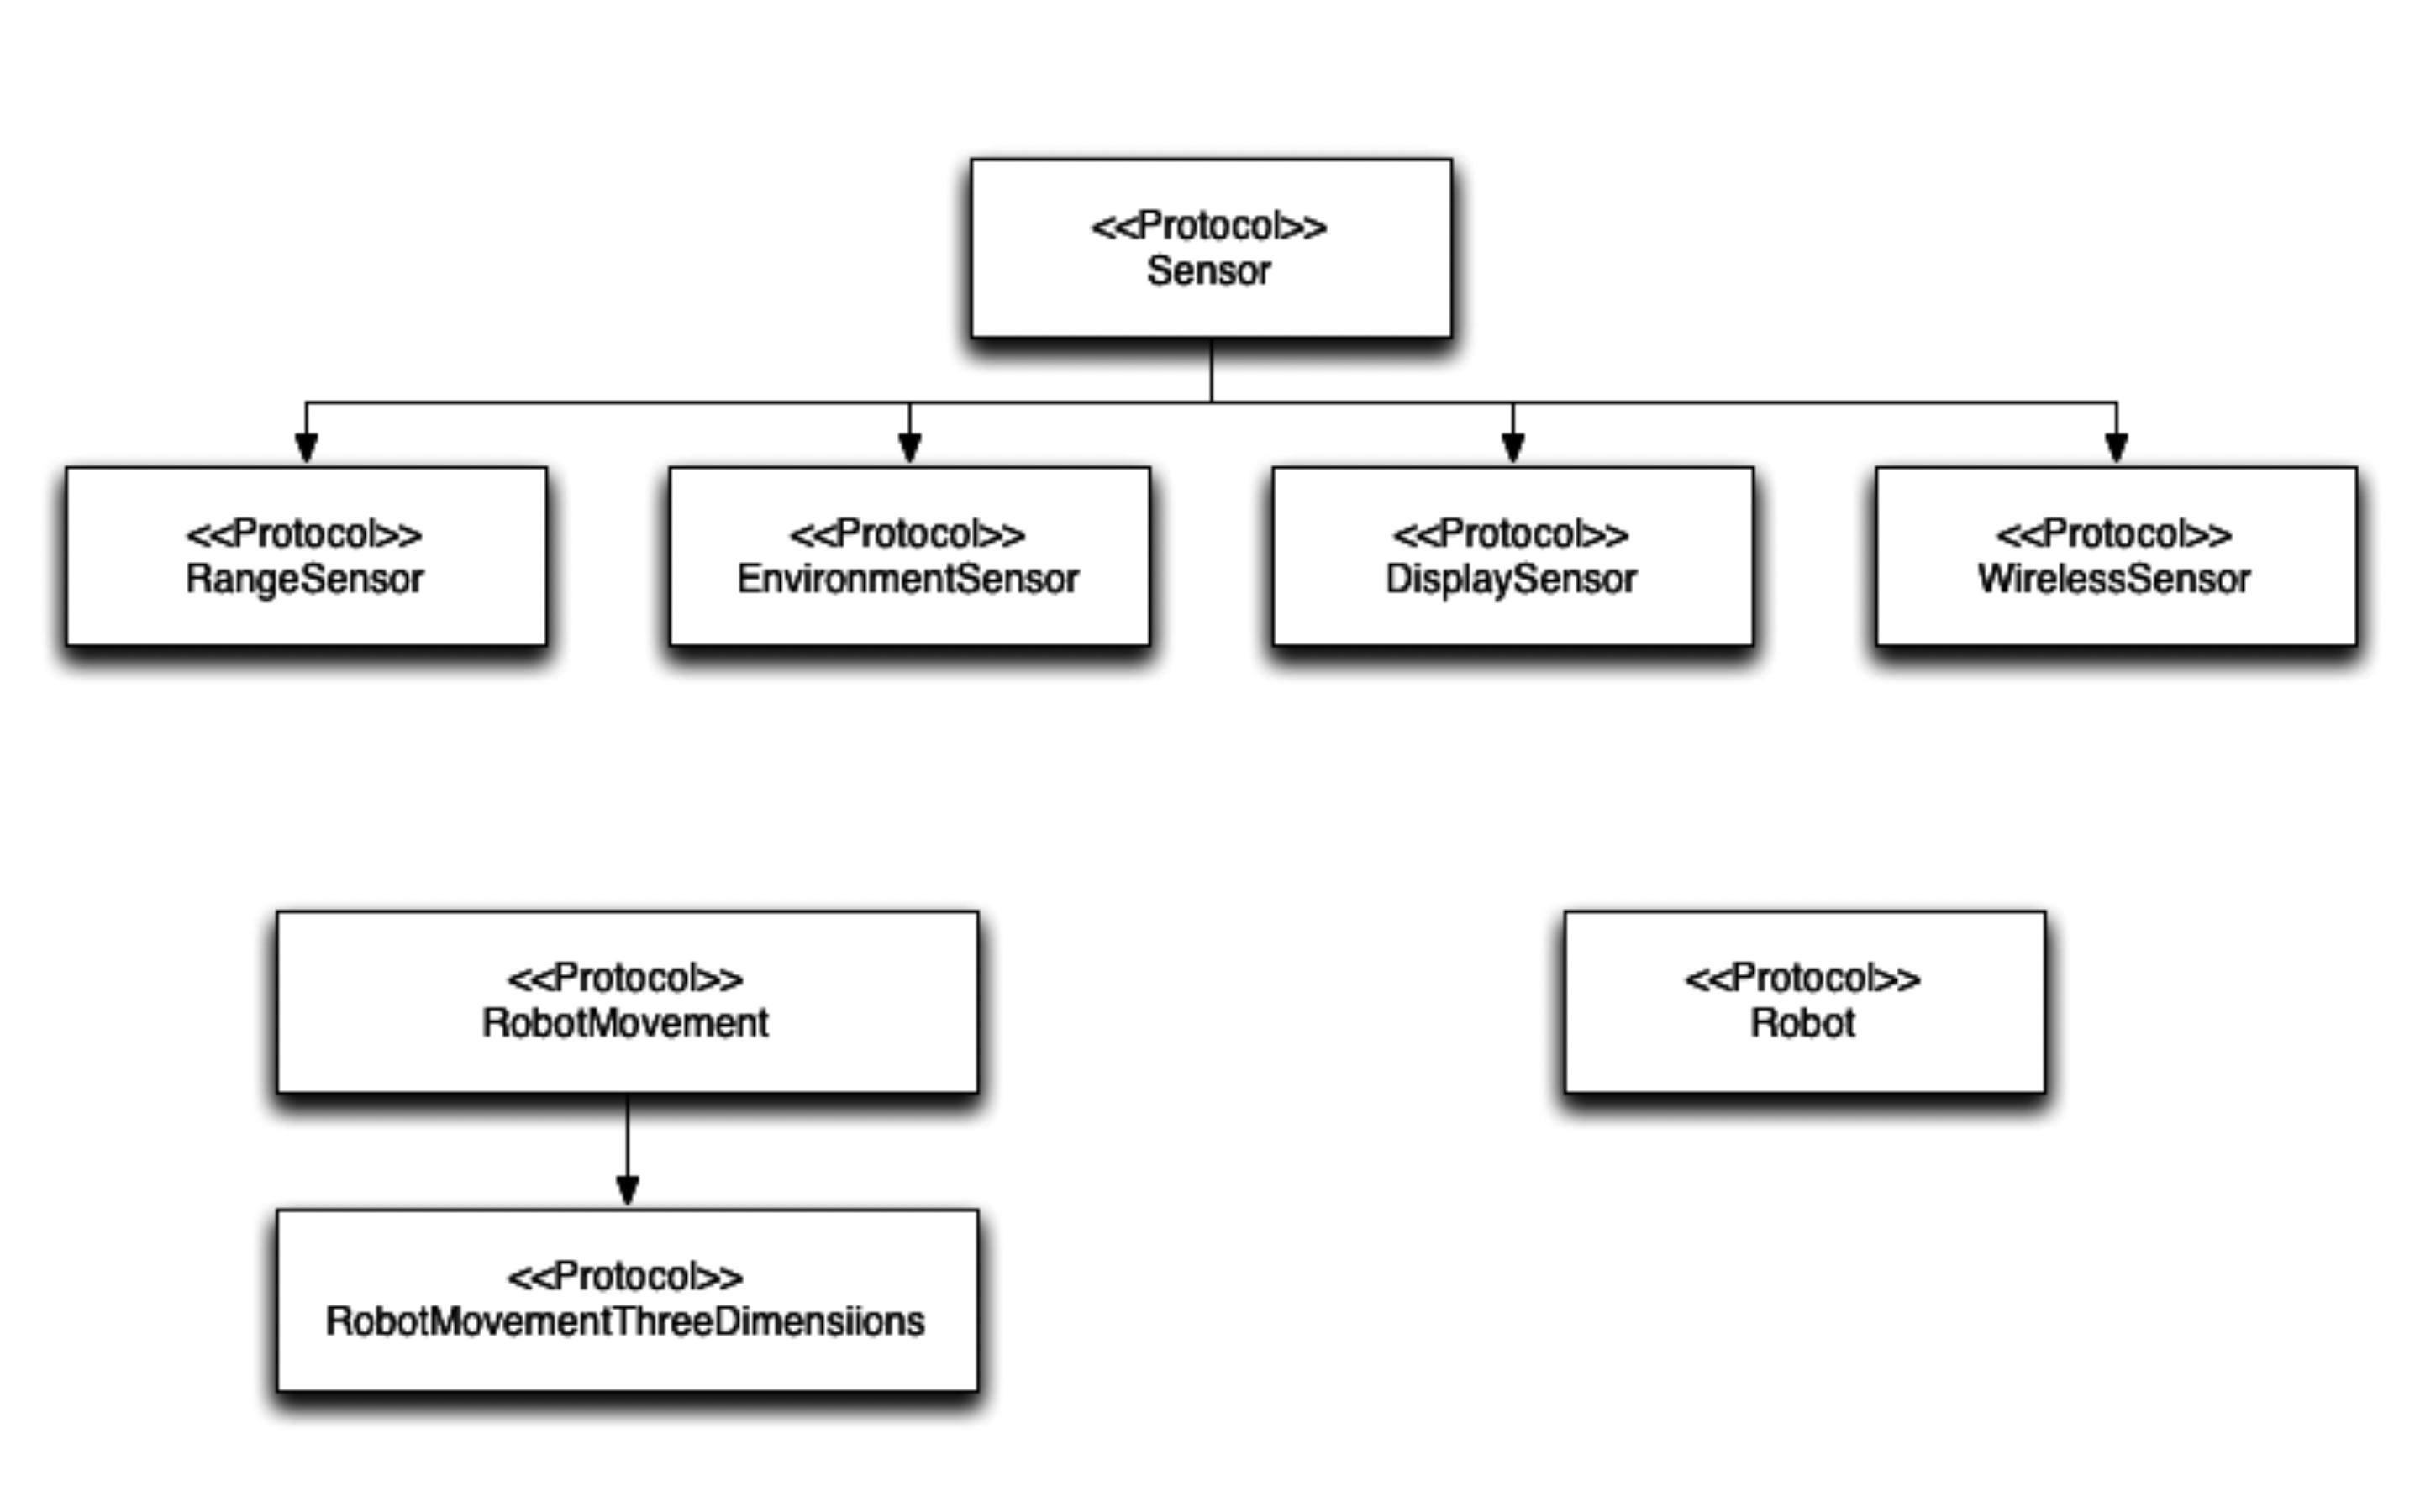 <<Protocol>>
Sensor
<<Protocol>>
RangeSensor
<<Protocol>>
EnvironmentSensor
<<Protocol>>
DisplaySensor
<<Protocol>>
WirelessSensor
<<Protocol>>
RobotMovement
<<Protocol>>
Robot
<<Protocol>>
RobotMovementThreeDimensiions